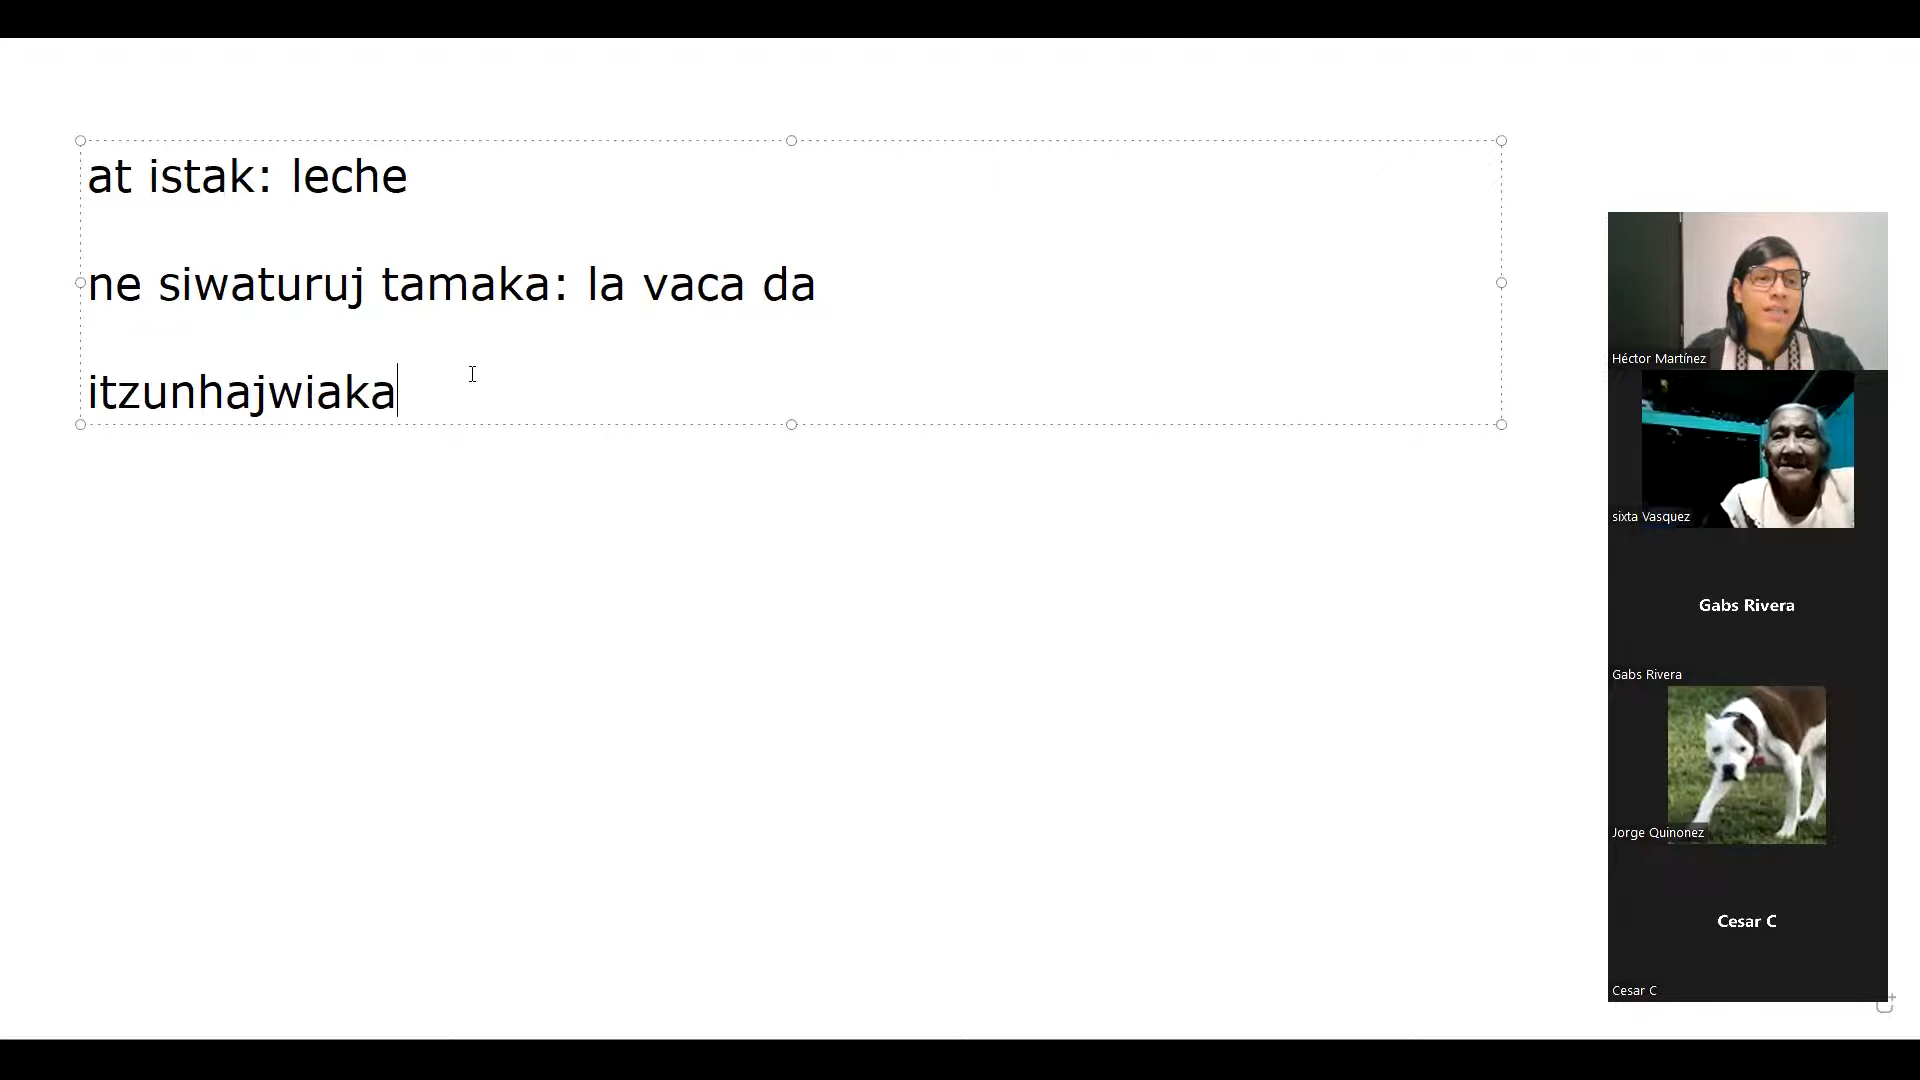 at istak: leche
ne siwaturuj tamaka: la vaca da
itzunhajwiaka
Héctor Martínez
sixta Vasquez
Gabs Rivera
Gabs Rivera
Jorge Quinonez
Cesar C
Cesar C